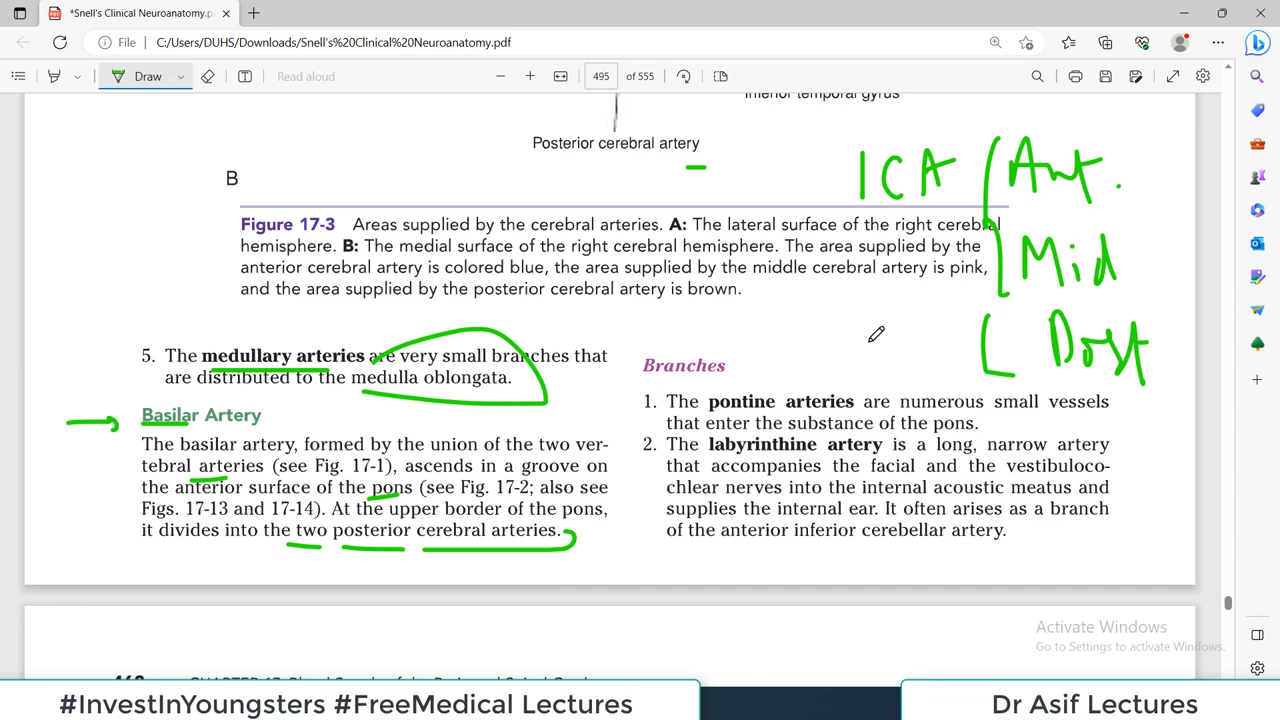 *Snell's Clinical Neuroanatomy.p
File C:/Users/DUHS/Downloads/Snell's%20Clinical%20Neuroanatomy.pdf
Draw Read aloud 495 of 555
Inferior temporal gyrus
Posterior cerebral artery
B
ICA Ant.
Mid
Post
Figure 17-3 Areas supplied by the cerebral arteries. A: The lateral surface of the right cerebral
hemisphere. B: The medial surface of the right cerebral hemisphere. The area supplied by the
anterior cerebral artery is colored blue, the area supplied by the middle cerebral artery is pink,
and the area supplied by the posterior cerebral artery is brown.
5. The medullary arteries are very small branches that
are distributed to the medulla oblongata.
Basilar Artery
The basilar artery, formed by the union of the two ver-
tebral arteries (see Fig. 17-1), ascends in a groove on
the anterior surface of the pons (see Fig. 17-2; also see
Figs. 17-13 and 17-14). At the upper border of the pons,
it divides into the two posterior cerebral arteries.
Branches
1. The pontine arteries are numerous small vessels
that enter the substance of the pons.
2. The labyrinthine artery is a long, narrow artery
that accompanies the facial and the vestibuloco-
chlear nerves into the internal acoustic meatus and
supplies the internal ear. It often arises as a branch
of the anterior inferior cerebellar artery.
Activate Windows
Go to Settings to activate Windows.
#InvestInYoungsters #FreeMedical Lectures
Dr Asif Lectures